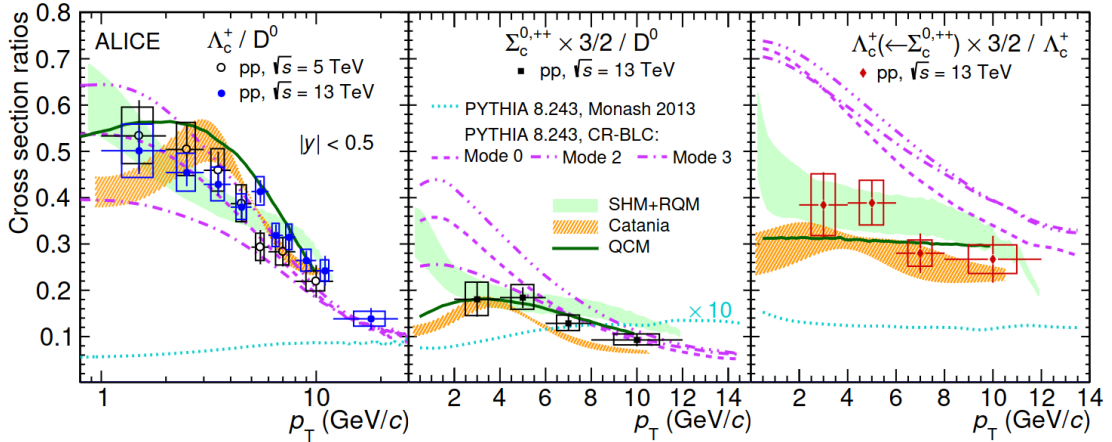 Cross section ratios
0.8
0.7
0.6
0.5
0.4
0.3
0.2
0.1
ALICE
Λc+ / D0
pp, √s = 5 TeV
pp, √s = 13 TeV
|y| < 0.5
1
10
pT (GeV/c)
Σc0,++ × 3/2 / D0
pp, √s = 13 TeV
PYTHIA 8.243, Monash 2013
PYTHIA 8.243, CR-BLC:
Mode 0 Mode 2 Mode 3
SHM+RQM
Catania
QCM
× 10
2 4 6 8 10 12
pT (GeV/c)
Λc+(←Σc0,++) × 3/2 / Λc+
pp, √s = 13 TeV
2 4 6 8 10 12 14
pT (GeV/c)